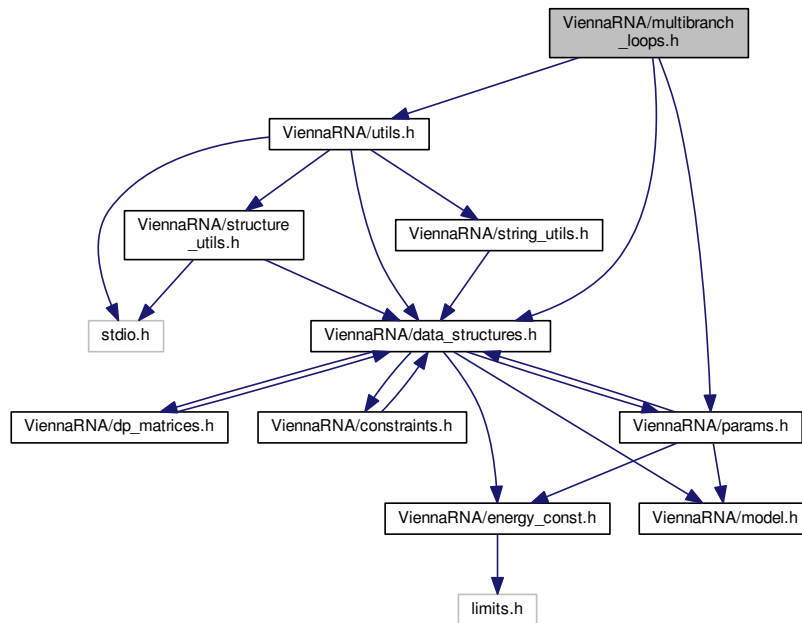 ViennaRNA/multibranch
_loops.h
ViennaRNA/utils.h
ViennaRNA/structure
_utils.h
ViennaRNA/string_utils.h
stdio.h
ViennaRNA/data_structures.h
ViennaRNA/dp_matrices.h
ViennaRNA/constraints.h
ViennaRNA/params.h
ViennaRNA/energy_const.h
ViennaRNA/model.h
limits.h